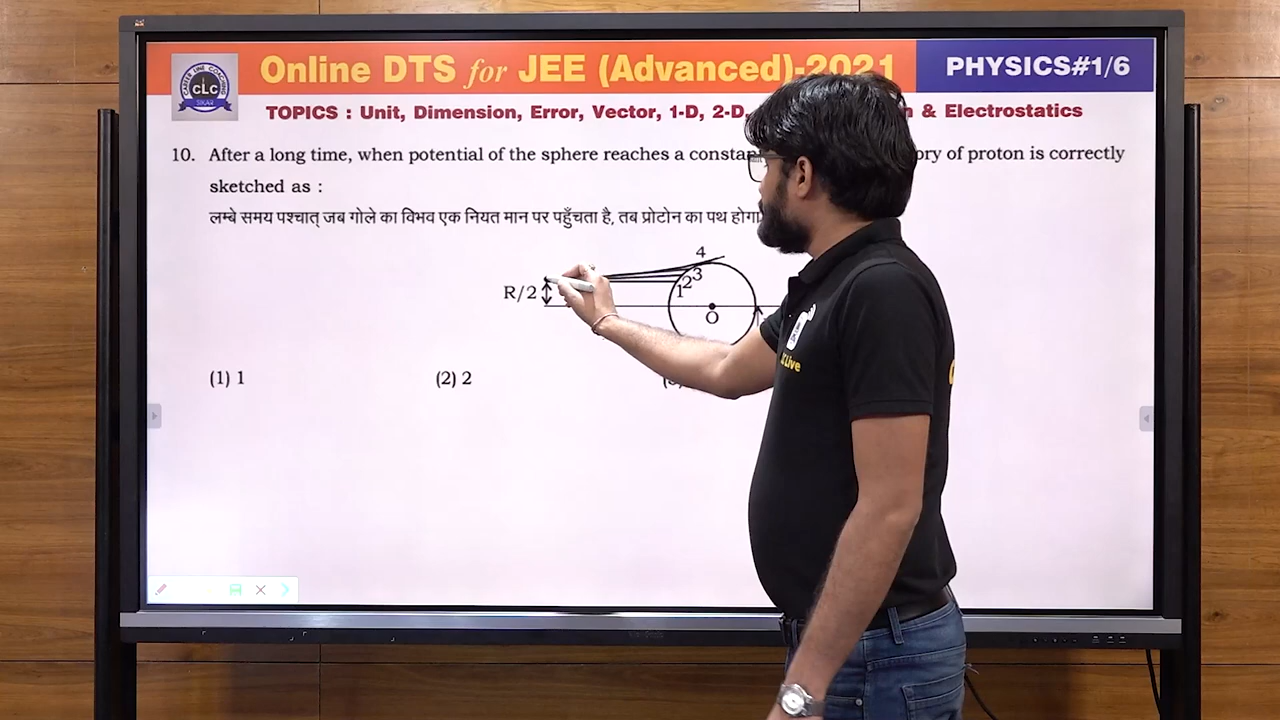 Online DTS for JEE (Advanced)-2021
PHYSICS#1/6
CLC
SIKAR
TOPICS : Unit, Dimension, Error, Vector, 1-D, 2-D, & Electrostatics
10. After a long time, when potential of the sphere reaches a of proton is correctly
sketched as :
लम्बे समय पश्चात् जब गोले का विभव एक नियत मान पर पहुँचता है, तब प्रोटोन का पथ होगा
4
3
2
1
R/2
O
(1) 1
(2) 2
Live